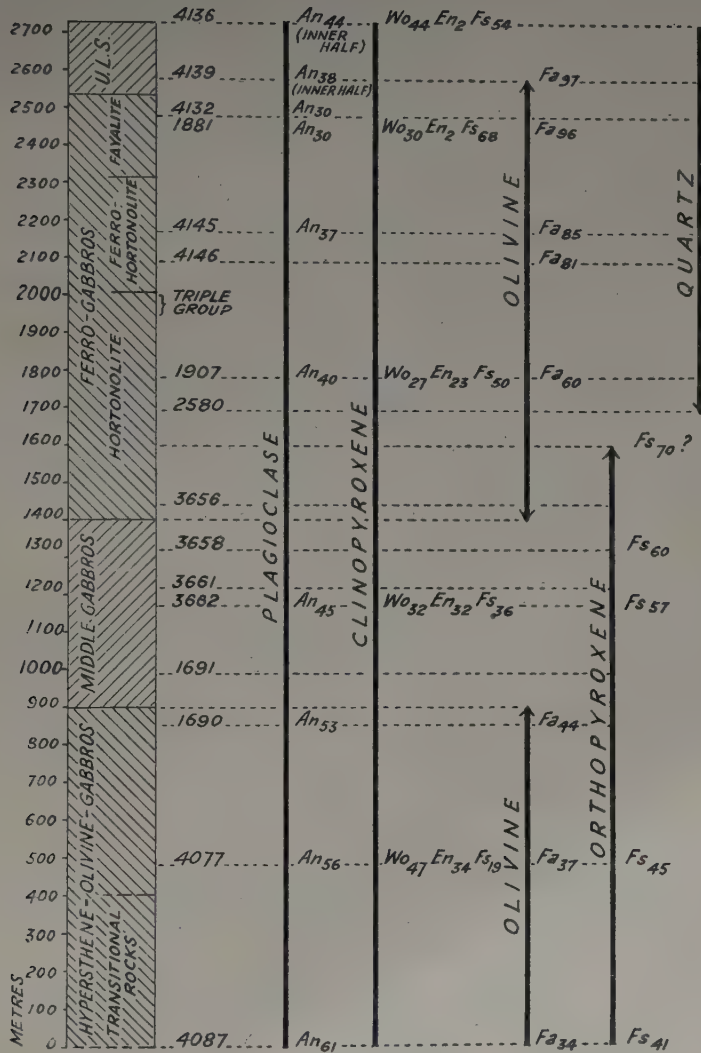 2700
4136
An44
(INNER
HALF)
Wo44 En2 Fs54
2600
U.L.S.
4139
An38
(INNER HALF)
Fa97
2500
4132
An30
2400
1881
An30
Wo30 En2 Fs68
Fa96
FAYALITE
2300
2200
4145
An37
Fa85
FERRO-
HORTONOLITE
2100
4146
Fa81
2000
} TRIPLE
GROUP
1900
FERRO-GABBROS
1800
1907
An40
Wo27 En23 Fs50
Fa60
HORTONOLITE
1700
2580
1600
Fs70?
1500
3656
1400
1300
3658
Fs60
1200
3661
3662
An45
Wo32 En32 Fs36
Fs57
1100
MIDDLE GABBROS
1000
1691
900
1690
An53
Fa44
800
700
600
500
4077
An56
Wo47 En34 Fs19
Fa37
Fs45
400
300
HYPERSTHENE-OLIVINE-GABBROS
TRANSITIONAL
ROCKS
200
100
METRES
0
4087
An61
Fa34
Fs41
PLAGIOCLASE
CLINOPYROXENE
OLIVINE
OLIVINE
ORTHOPYROXENE
QUARTZ